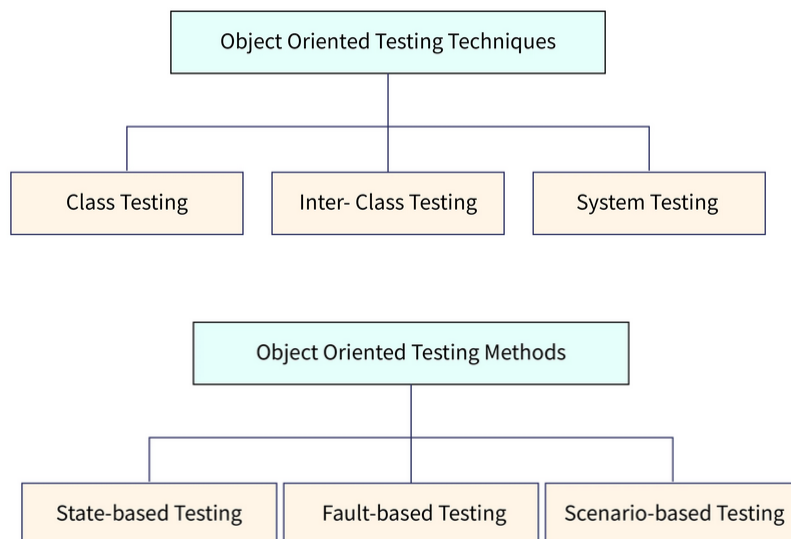 Object Oriented Testing Techniques
Class Testing
Inter- Class Testing
System Testing
Object Oriented Testing Methods
State-based Testing
Fault-based Testing
Scenario-based Testing